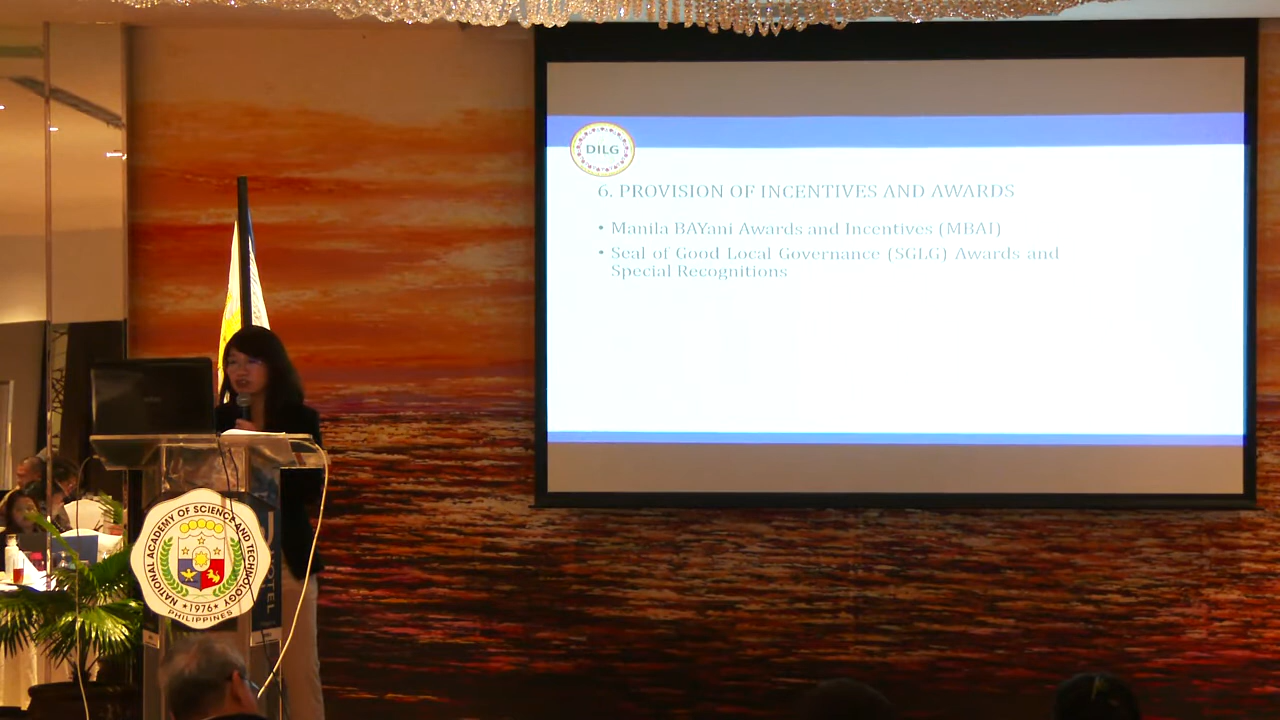 DILG
6. PROVISION OF INCENTIVES AND AWARDS
• Manila BAYani Awards and Incentives (MBAI)
• Seal of Good Local Governance (SGLG) Awards and
Special Recognitions
NATIONAL ACADEMY OF SCIENCE AND TECHNOLOGY
★1976★
PHILIPPINES
HOTEL